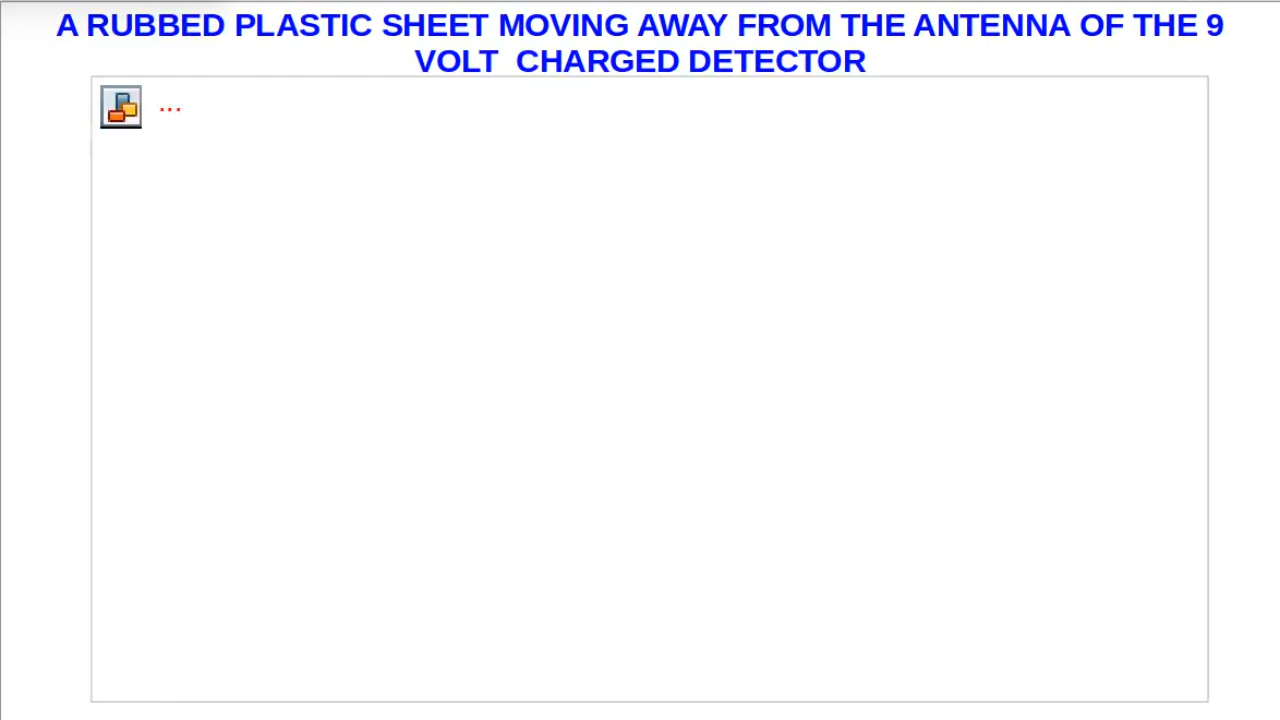 A RUBBED PLASTIC SHEET MOVING AWAY FROM THE ANTENNA OF THE 9
VOLT  CHARGED DETECTOR
...